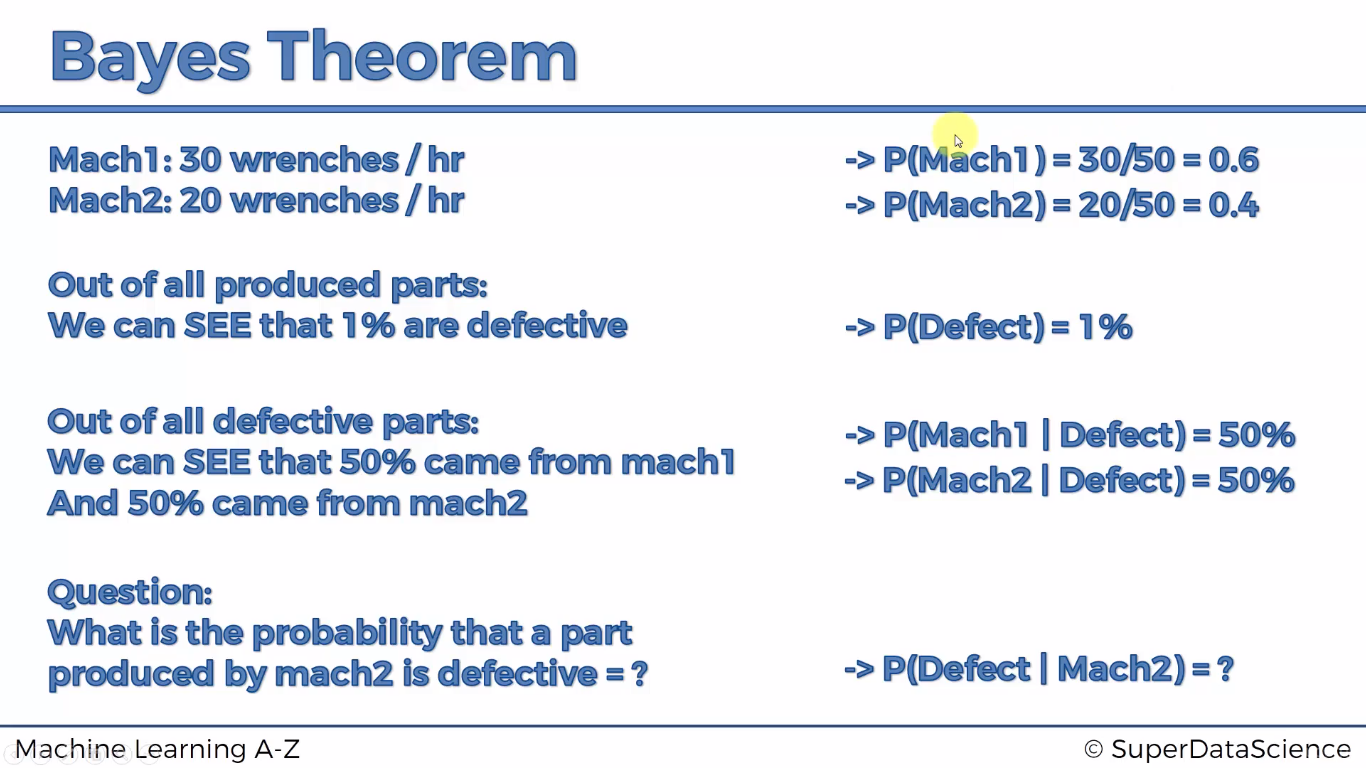 Bayes Theorem
Mach1: 30 wrenches / hr
Mach2: 20 wrenches / hr
-> P(Mach1) = 30/50 = 0.6
-> P(Mach2) = 20/50 = 0.4
Out of all produced parts:
We can SEE that 1% are defective
-> P(Defect) = 1%
Out of all defective parts:
We can SEE that 50% came from mach1
And 50% came from mach2
-> P(Mach1 | Defect) = 50%
-> P(Mach2 | Defect) = 50%
Question:
What is the probability that a part
produced by mach2 is defective = ?
-> P(Defect | Mach2) = ?
Machine Learning A-Z
© SuperDataScience